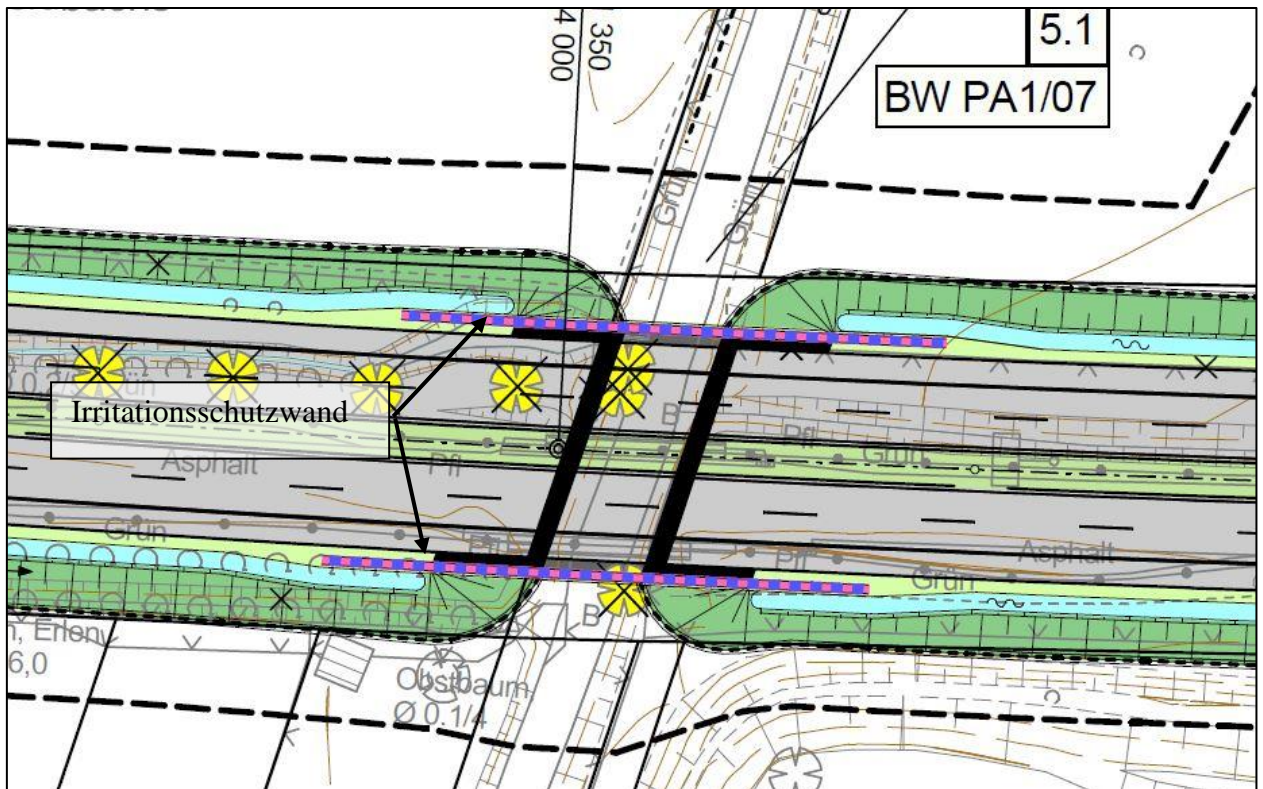 350
4 000
5.1
BW PA1/07
Grün
Grün
Grün
Irritationsschutzwand
B
Pfl
Grün
Asphalt
Pfl
Grün
Asphalt
Pfl
Grün
B
n, Erlen
6,0
Obstbaum
Ø 0.1/4